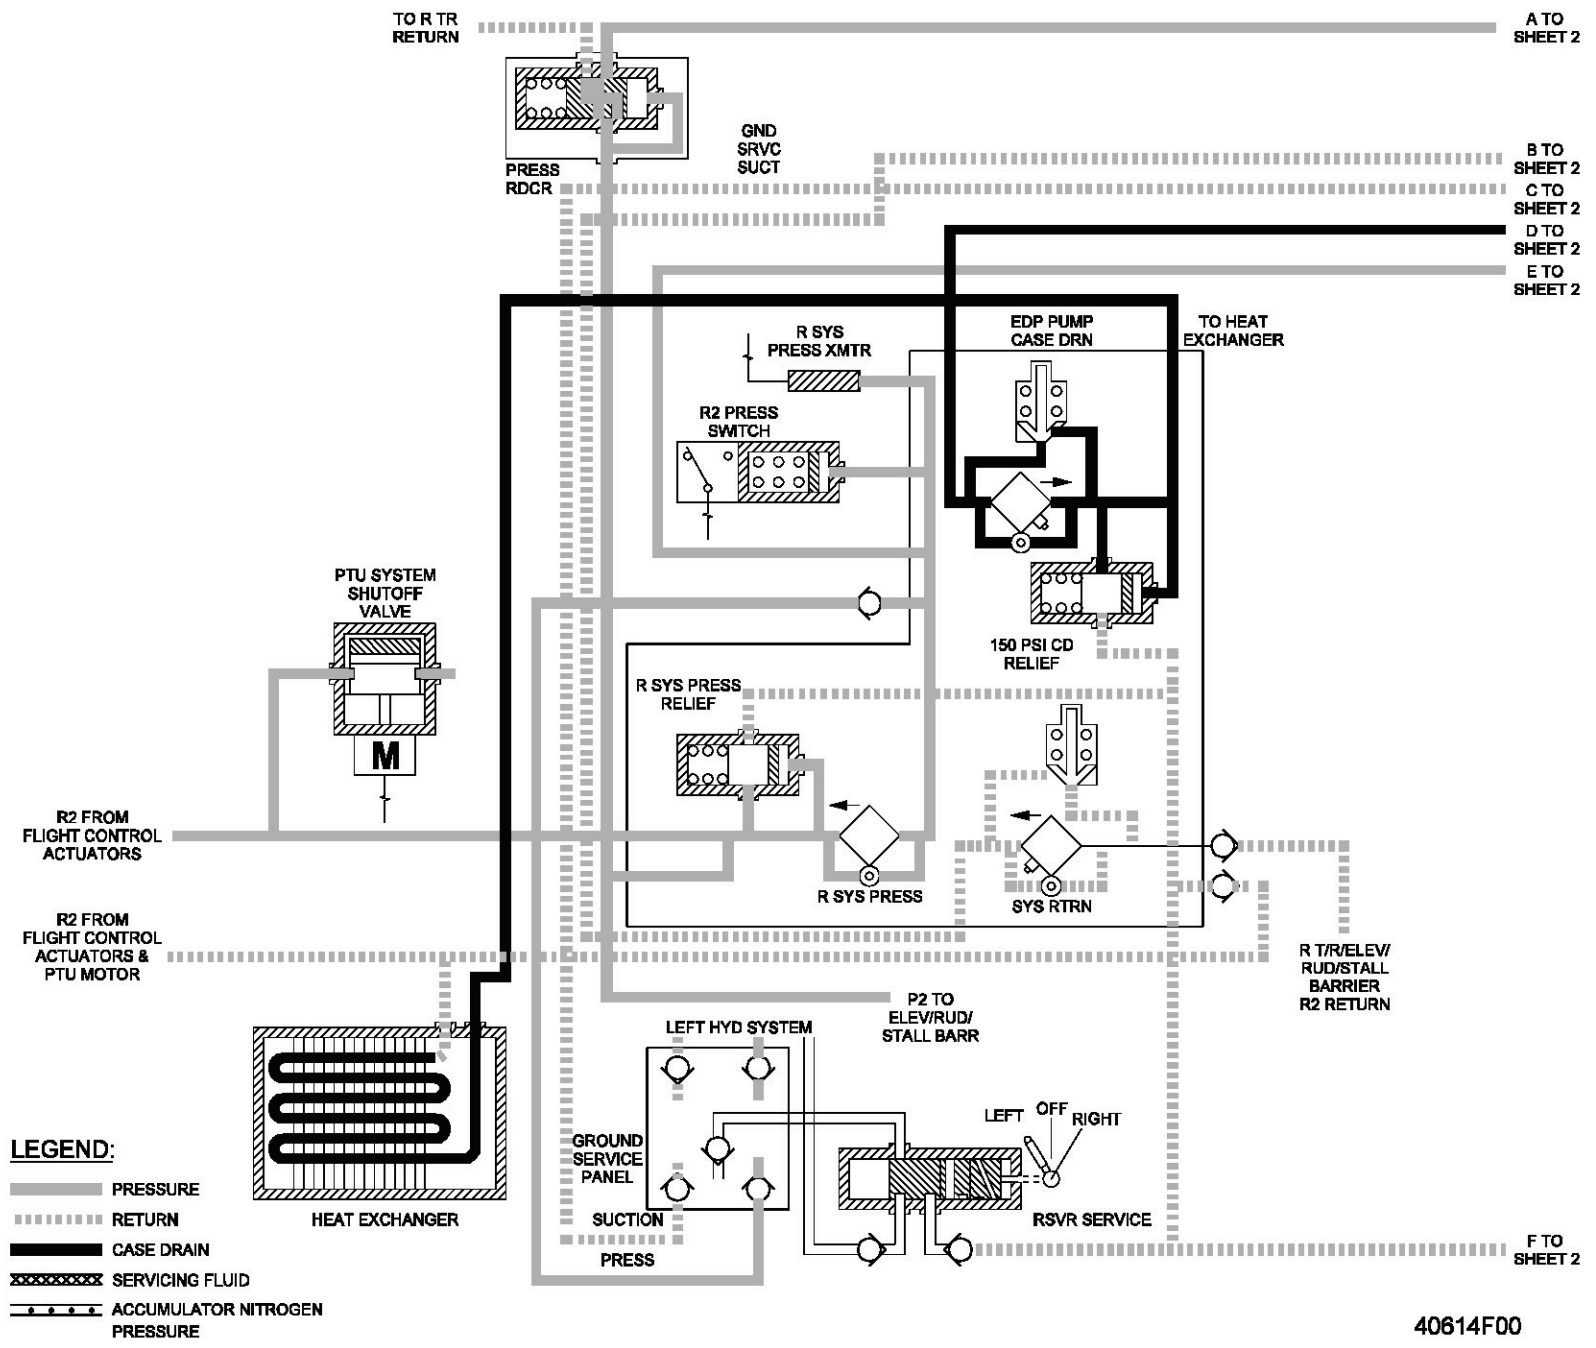 TO R TR
RETURN
A TO
SHEET 2
GND
SRVC
SUCT
PRESS
RDCR
B TO
SHEET 2
C TO
SHEET 2
D TO
SHEET 2
E TO
SHEET 2
R SYS
PRESS XMTR
EDP PUMP
CASE DRN
TO HEAT
EXCHANGER
R2 PRESS
SWITCH
PTU SYSTEM
SHUTOFF
VALVE
150 PSI CD
RELIEF
R SYS PRESS
RELIEF
M
R2 FROM
FLIGHT CONTROL
ACTUATORS
R SYS PRESS
SYS RTRN
R2 FROM
FLIGHT CONTROL
ACTUATORS &
PTU MOTOR
R T/R/ELEV/
RUD/STALL
BARRIER
R2 RETURN
P2 TO
ELEV/RUD/
STALL BARR
LEFT HYD SYSTEM
LEFT
OFF
RIGHT
GROUND
SERVICE
PANEL
SUCTION
PRESS
RSVR SERVICE
HEAT EXCHANGER
F TO
SHEET 2
LEGEND:
PRESSURE
RETURN
CASE DRAIN
SERVICING FLUID
ACCUMULATOR NITROGEN
PRESSURE
40614F00